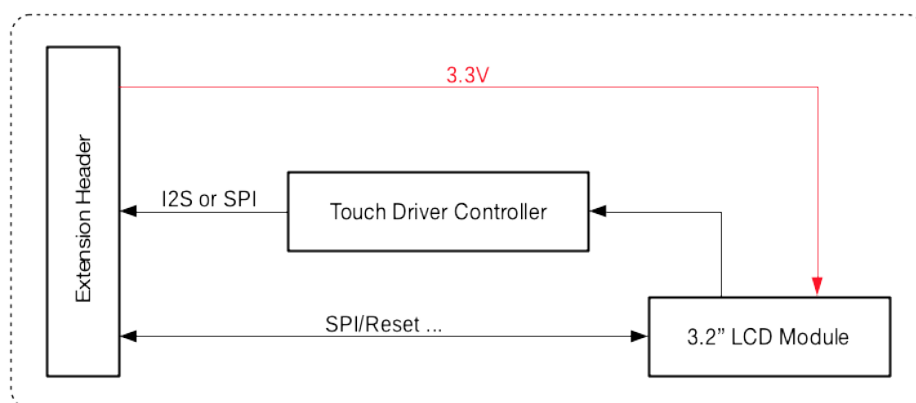 3.3V
Extension Header
I2S or SPI
Touch Driver Controller
SPI/Reset ...
3.2” LCD Module